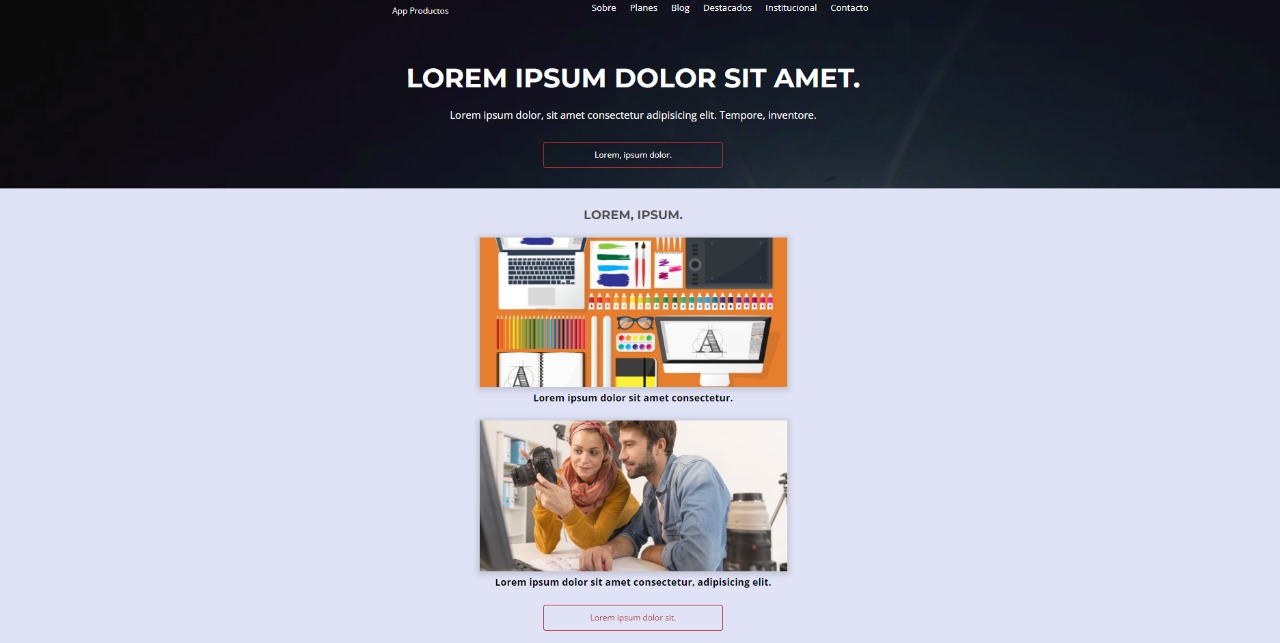 App Productos
Sobre Planes Blog Destacados Institucional Contacto
LOREM IPSUM DOLOR SIT AMET.
Lorem ipsum dolor, sit amet consectetur adipisicing elit. Tempore, inventore.
Lorem, ipsum dolor.
LOREM, IPSUM.
A
A
Lorem ipsum dolor sit amet consectetur.
Lorem ipsum dolor sit amet consectetur, adipisicing elit.
Lorem ipsum dolor sit.